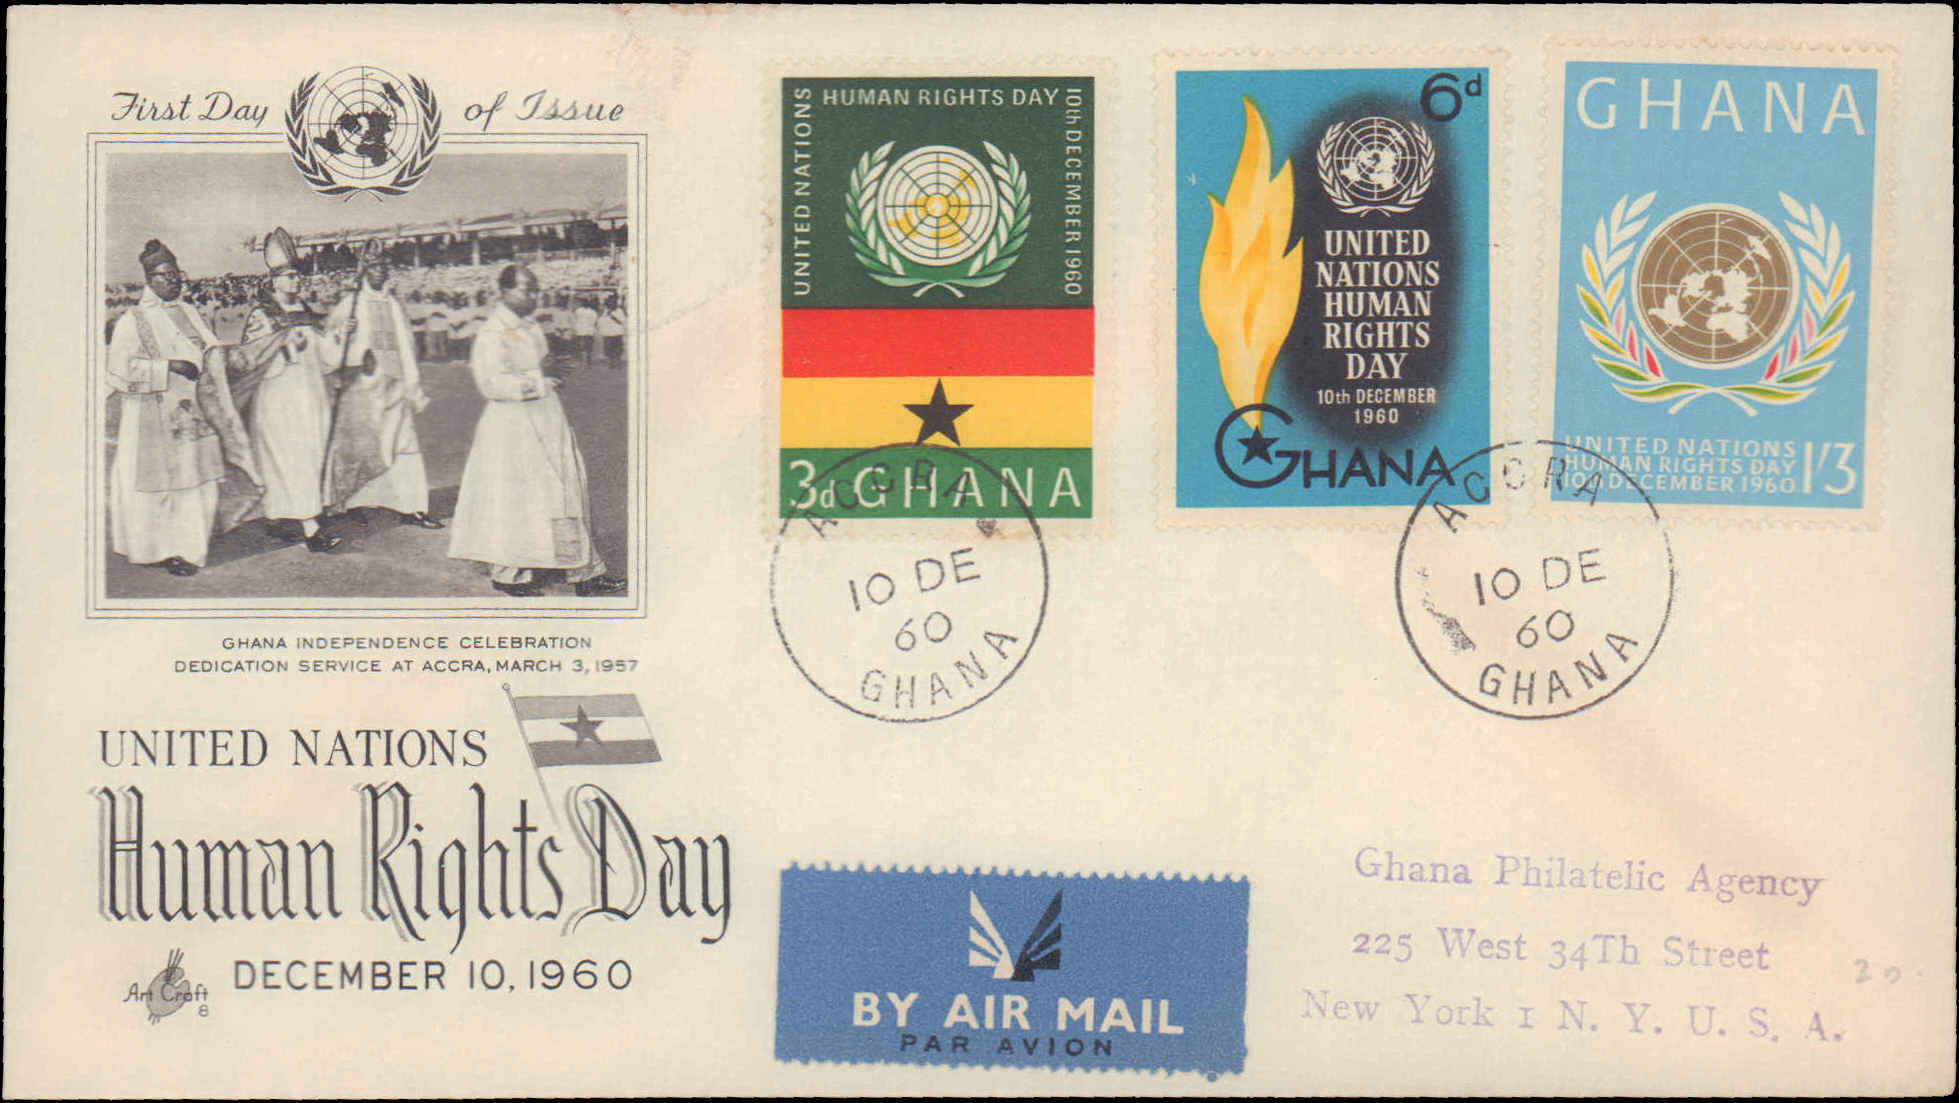 First Day of Issue
GHANA INDEPENDENCE CELEBRATION
DEDICATION SERVICE AT ACCRA, MARCH 3, 1957
UNITED NATIONS
Human Rights Day
DECEMBER 10, 1960
Art Craft
8
UNITED NATIONS
HUMAN RIGHTS DAY
10th DECEMBER 1960
3d GHANA
6d
UNITED
NATIONS
HUMAN
RIGHTS
DAY
10th DECEMBER
1960
GHANA
GHANA
UNITED NATIONS
HUMAN RIGHTS DAY
10th DECEMBER 1960
1/3
ACCRA
10 DE
60
GHANA
ACCRA
10 DE
60
GHANA
BY AIR MAIL
PAR AVION
Ghana Philatelic Agency
225 West 34Th Street
New York 1 N. Y. U. S. A.